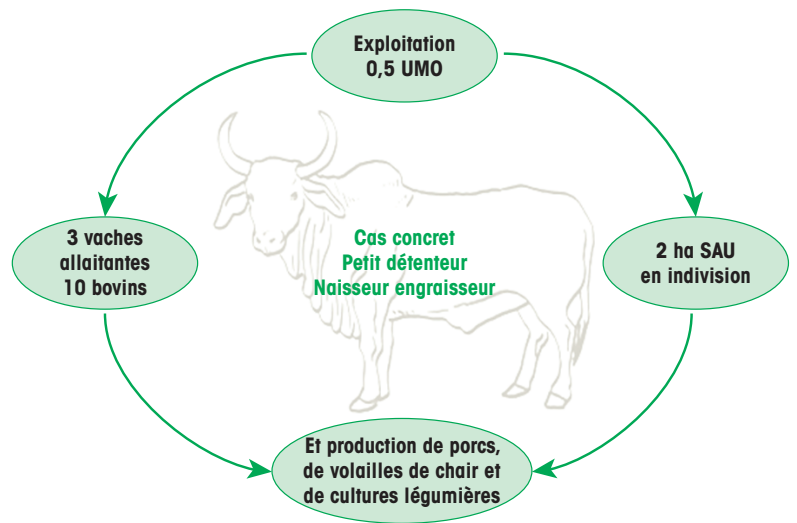 Exploitation
0,5 UMO
3 vaches
allaitantes
10 bovins
Cas concret
Petit détenteur
Naisseur engraisseur
2 ha SAU
en indivision
Et production de porcs,
de volailles de chair et
de cultures légumières